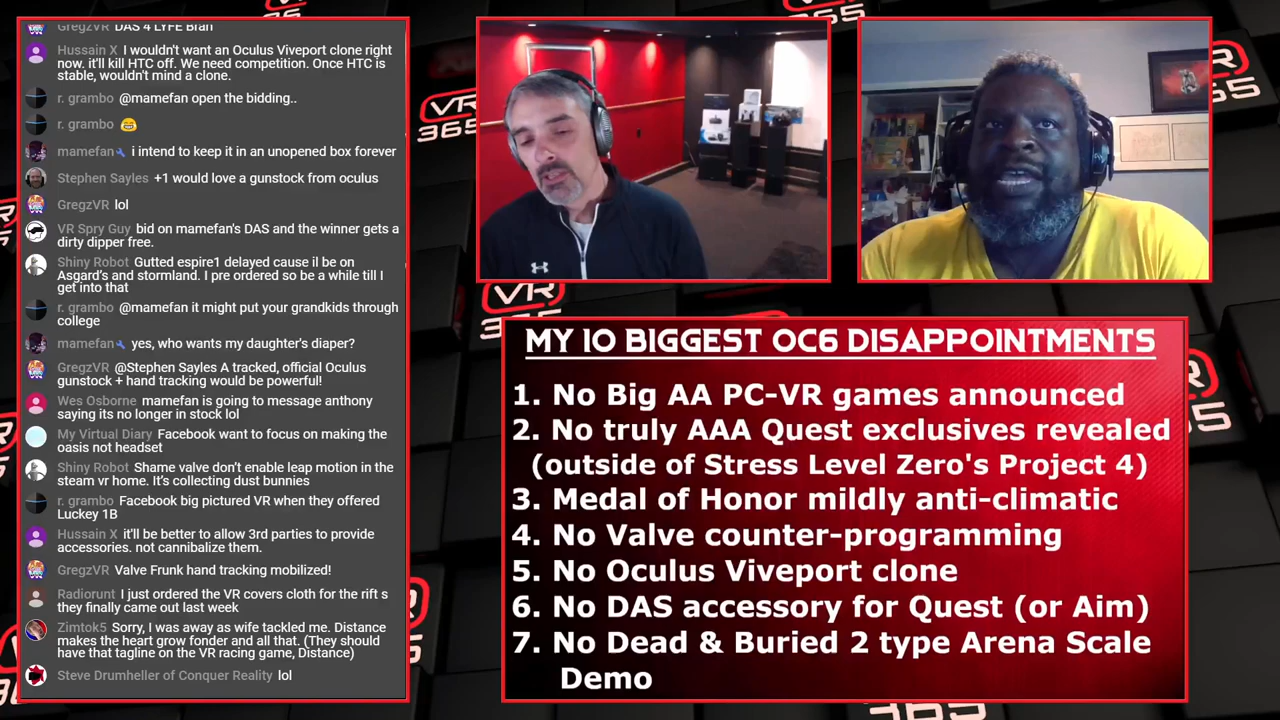 GregzVR DAS 4 LYFE Bran
Hussain X I wouldn't want an Oculus Viveport clone right
now. it'll kill HTC off. We need competition. Once HTC is
stable, wouldn't mind a clone.
r. grambo @mamefan open the bidding..
r. grambo
mamefan i intend to keep it in an unopened box forever
Stephen Sayles +1 would love a gunstock from oculus
GregzVR lol
VR Spry Guy bid on mamefan's DAS and the winner gets a
dirty dipper free.
Shiny Robot Gutted espire1 delayed cause il be on
Asgard's and stormland. I pre ordered so be a while till I
get into that
r. grambo @mamefan it might put your grandkids through
college
mamefan yes, who wants my daughter's diaper?
GregzVR @Stephen Sayles A tracked, official Oculus
gunstock + hand tracking would be powerful!
Wes Osborne mamefan is going to message anthony
saying its no longer in stock lol
My Virtual Diary Facebook want to focus on making the
oasis not headset
Shiny Robot Shame valve don't enable leap motion in the
steam vr home. It's collecting dust bunnies
r. grambo Facebook big pictured VR when they offered
Luckey 1B
Hussain X it'll be better to allow 3rd parties to provide
accessories. not cannibalize them.
GregzVR Valve Frunk hand tracking mobilized!
Radiorunt I just ordered the VR covers cloth for the rift s
they finally came out last week
Zimtok5 Sorry, I was away as wife tackled me. Distance
makes the heart grow fonder and all that. (They should
have that tagline on the VR racing game, Distance)
Steve Drumheller of Conquer Reality lol
VR
365
MY 10 BIGGEST OC6 DISAPPOINTMENTS
1. No Big AA PC-VR games announced
2. No truly AAA Quest exclusives revealed
(outside of Stress Level Zero's Project 4)
3. Medal of Honor mildly anti-climatic
4. No Valve counter-programming
5. No Oculus Viveport clone
6. No DAS accessory for Quest (or Aim)
7. No Dead & Buried 2 type Arena Scale
Demo